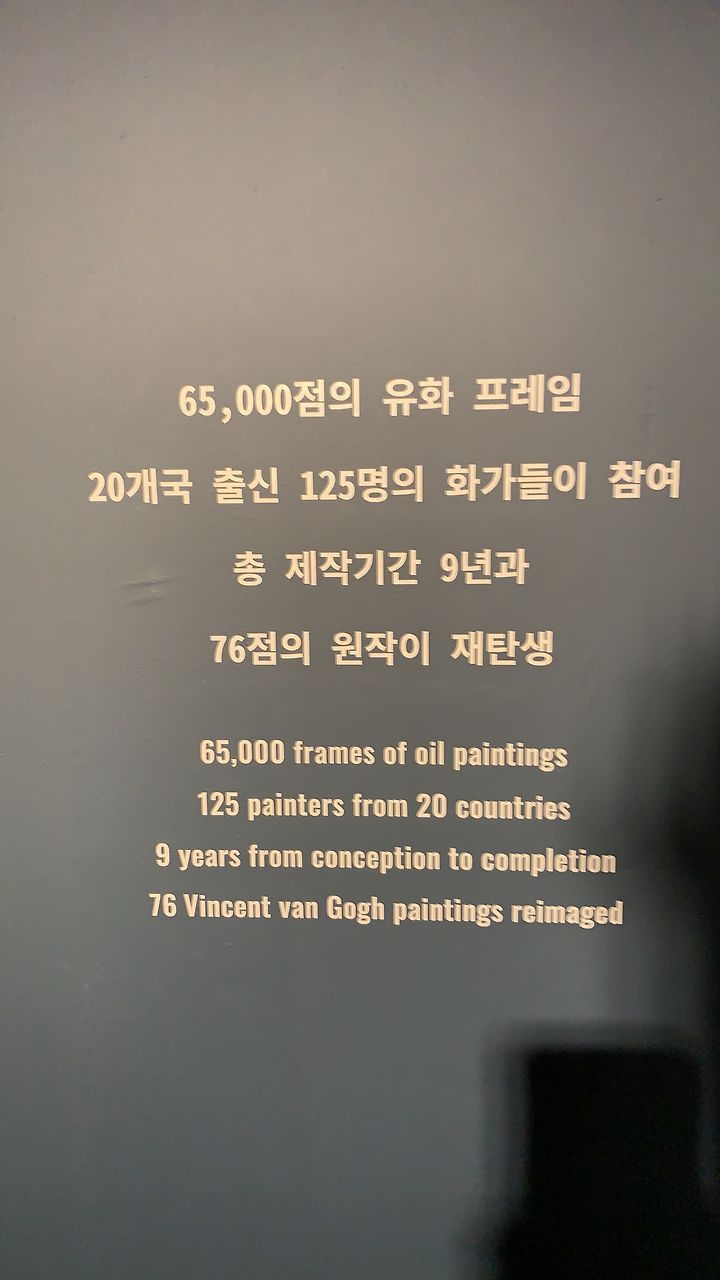 65,000점의 유화 프레임
20개국 출신 125명의 화가들이 참여
총 제작기간 9년과
76점의 원작이 재탄생
65,000 frames of oil paintings
125 painters from 20 countries
9 years from conception to completion
76 Vincent van Gogh paintings reimaged